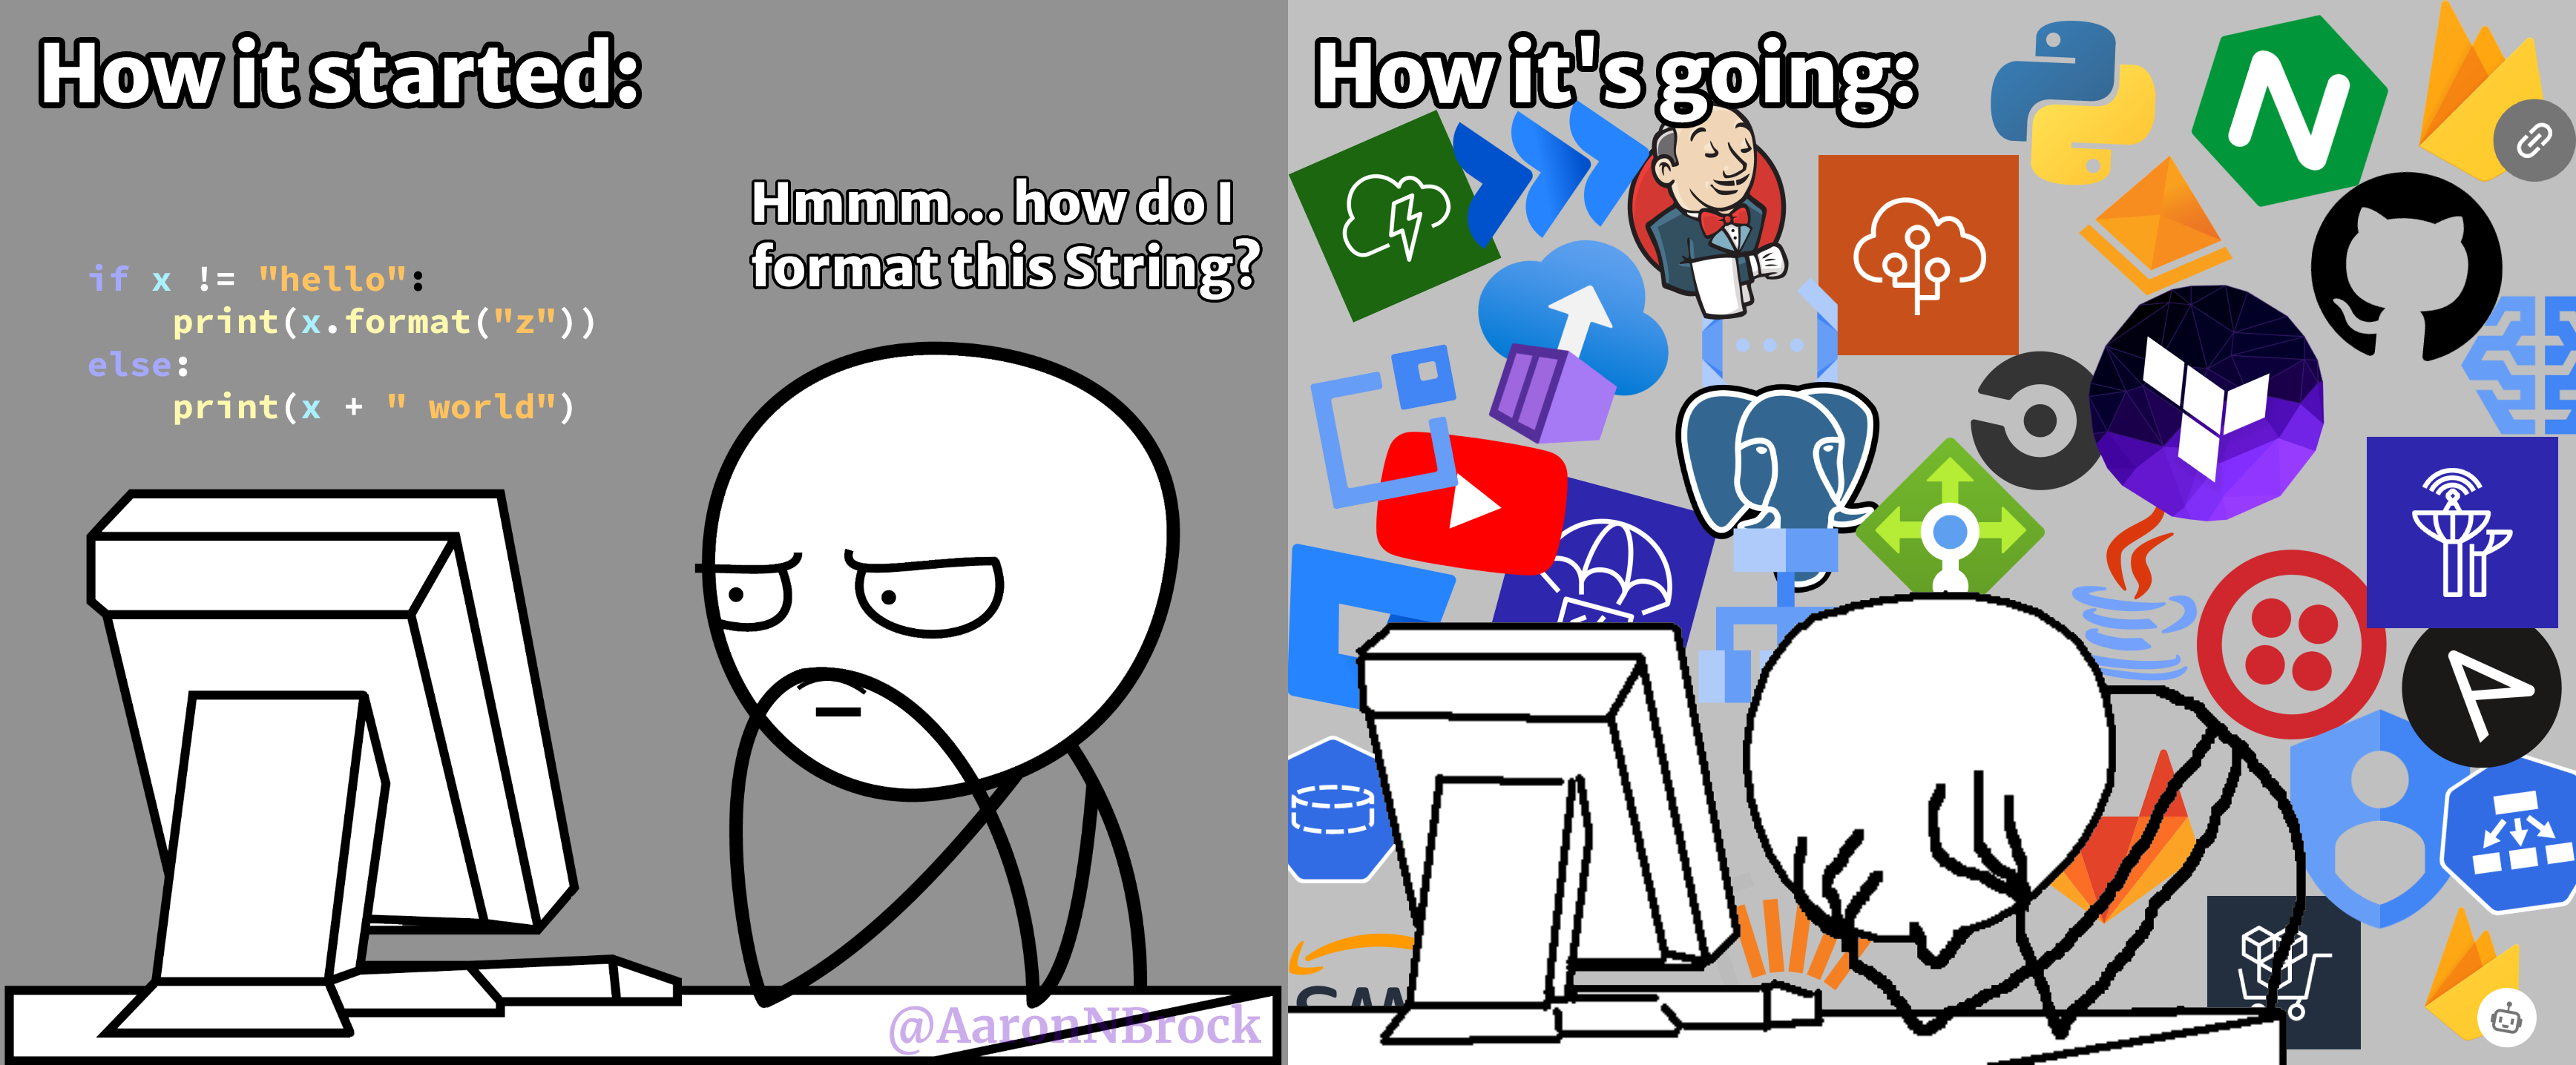 How it started:
Hmmm... how do I
format this String?
if x != "hello":
    print(x.format("z"))
else:
    print(x + " world")
@AaronNBrock
How it's going: